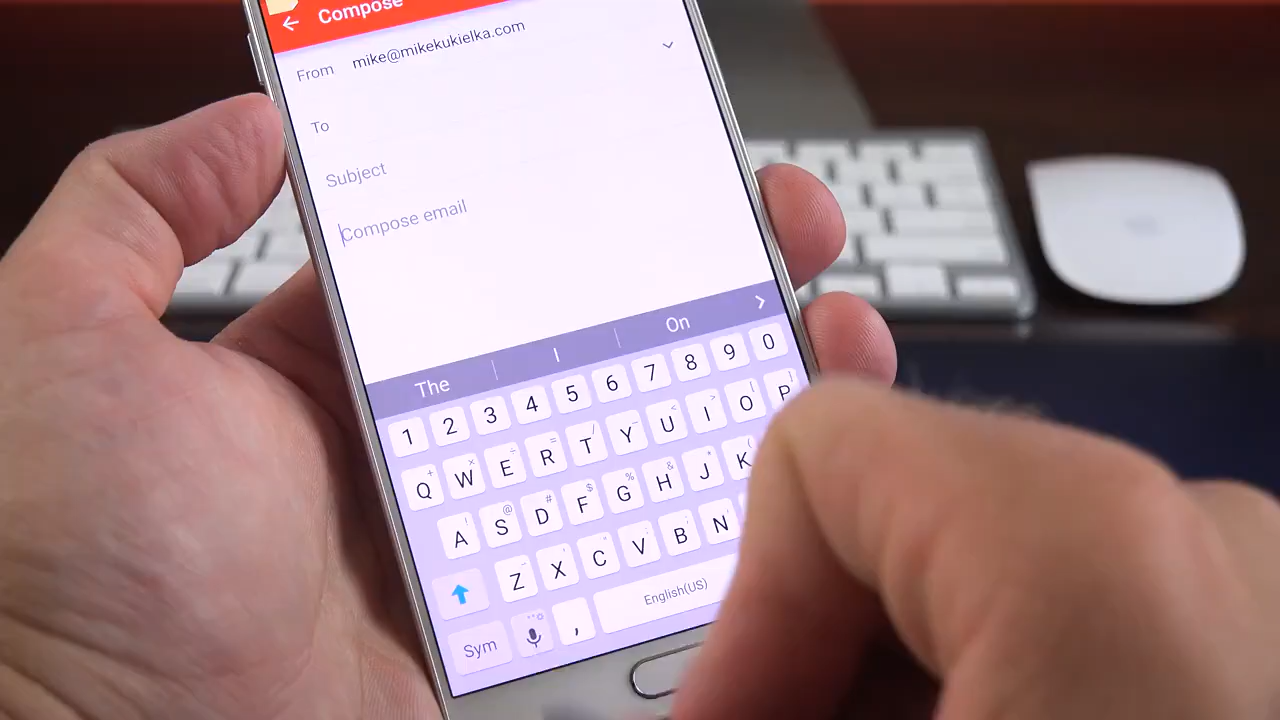 Compose
From mike@mikekukielka.com
To
Subject
Compose email
The I On
1 2 3 4 5 6 7 8 9 0
Q W E R T Y U I O P
A S D F G H J K
Z X C V B N
English(US)
Sym ,